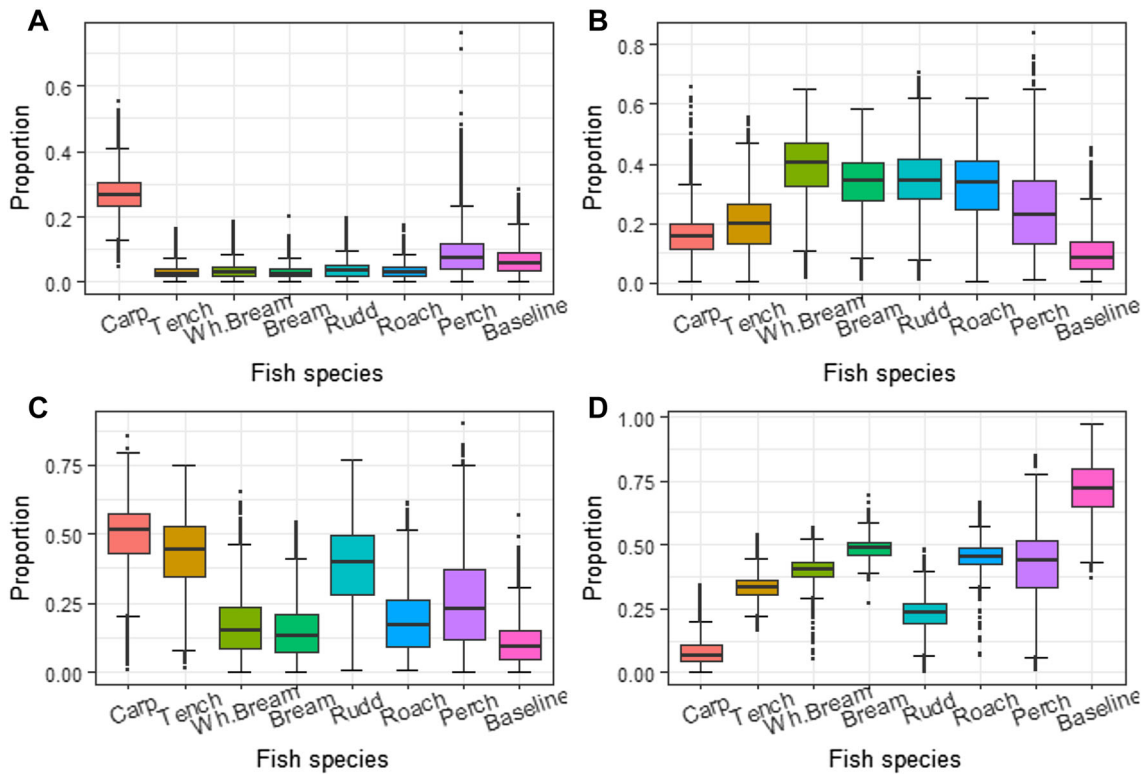 A
Proportion
0.6
0.4
0.2
0.0
Carp Tench Wh.Bream Bream Rudd Roach Perch Baseline
Fish species
B
Proportion
0.8
0.6
0.4
0.2
0.0
Carp Tench Wh.Bream Bream Rudd Roach Perch Baseline
Fish species
C
Proportion
0.75
0.50
0.25
0.00
Carp Tench Wh.Bream Bream Rudd Roach Perch Baseline
Fish species
D
Proportion
1.00
0.75
0.50
0.25
0.00
Carp Tench Wh.Bream Bream Rudd Roach Perch Baseline
Fish species